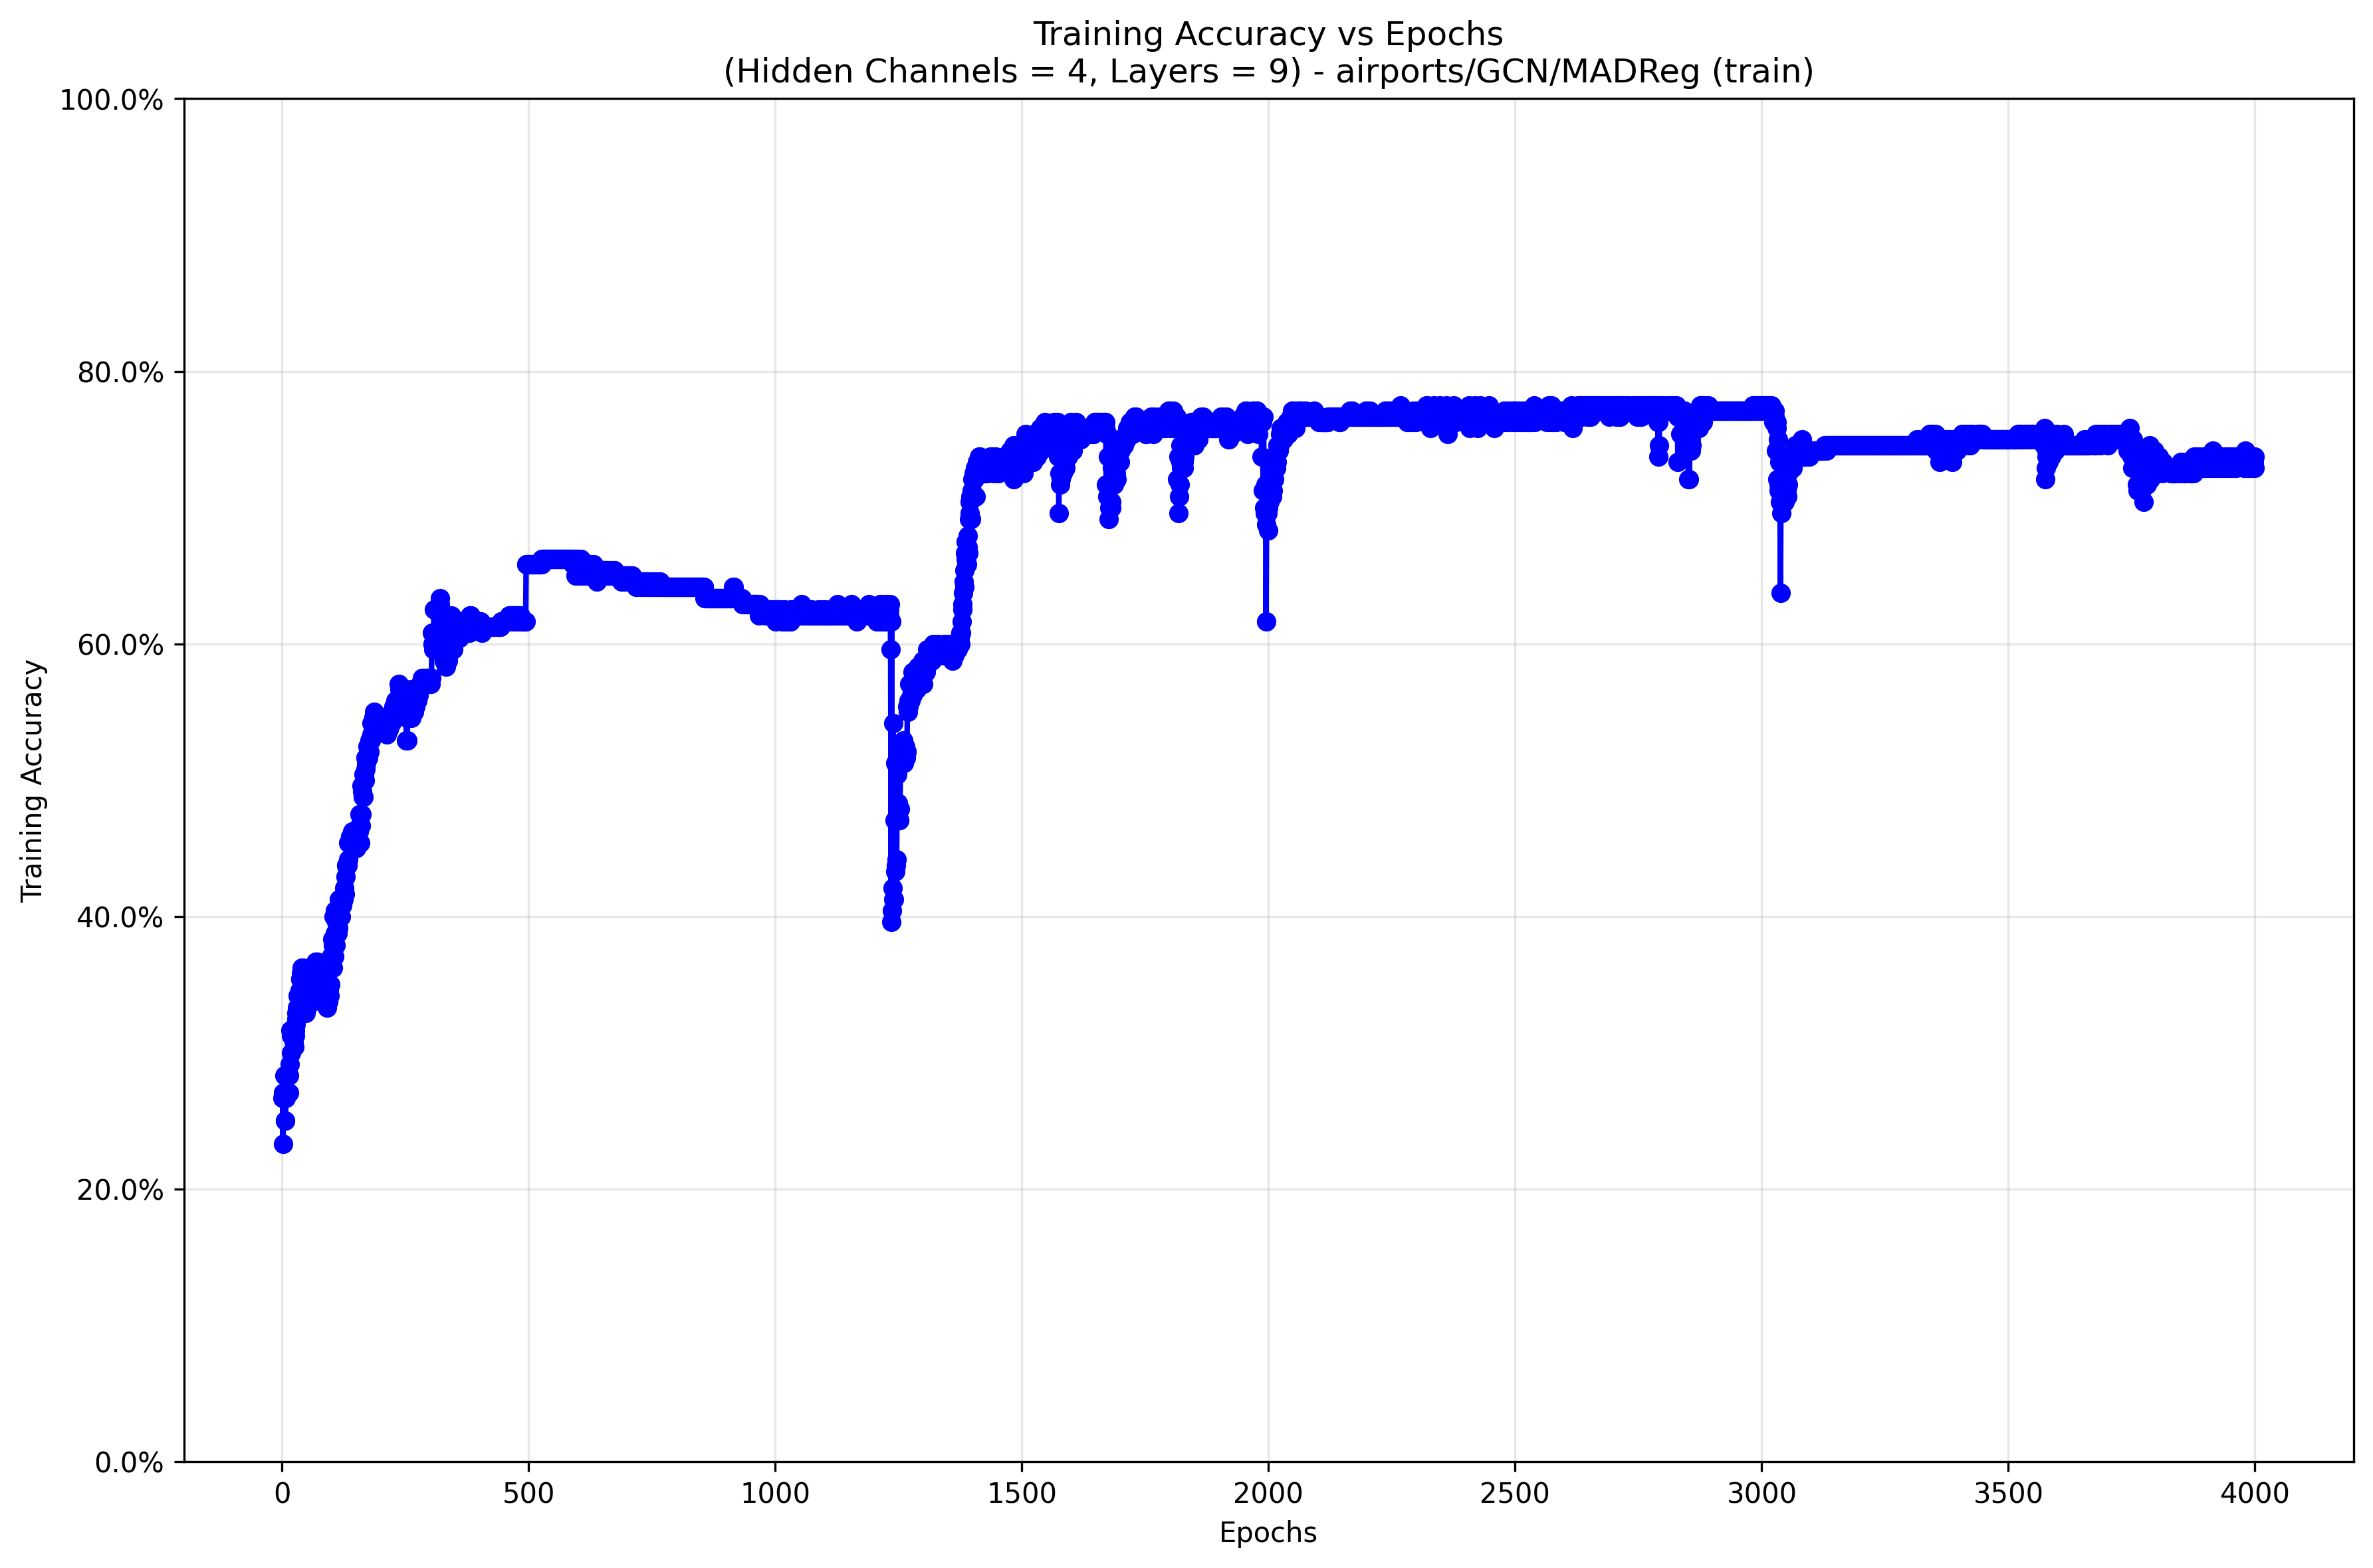 Training Accuracy vs Epochs
(Hidden Channels = 4, Layers = 9) - airports/GCN/MADReg (train)
100.0%
80.0%
60.0%
40.0%
20.0%
0.0%
Training Accuracy
0 500 1000 1500 2000 2500 3000 3500 4000
Epochs